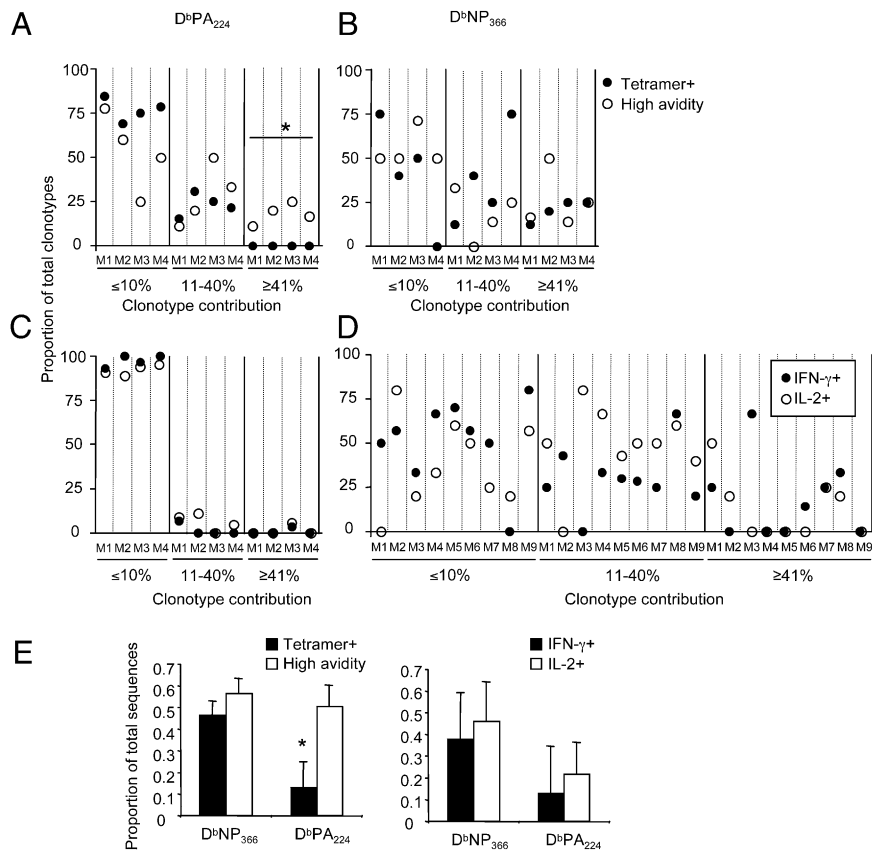 A
DᵇPA₂₂₄
B
DᵇNP₃₆₆
Proportion of total clonotypes
100
75
50
25
0
M1 M2 M3 M4 M1 M2 M3 M4 M1 M2 M3 M4
≤10% 11-40% ≥41%
Clonotype contribution
*
100
75
50
25
0
M1 M2 M3 M4 M1 M2 M3 M4 M1 M2 M3 M4
≤10% 11-40% ≥41%
Clonotype contribution
Tetramer+
High avidity
C
100
75
50
25
0
M1 M2 M3 M4 M1 M2 M3 M4 M1 M2 M3 M4
≤10% 11-40% ≥41%
Clonotype contribution
D
100
75
50
25
0
M1 M2 M3 M4 M5 M6 M7 M8 M9 M1 M2 M3 M4 M5 M6 M7 M8 M9 M1 M2 M3 M4 M5 M6 M7 M8 M9
≤10% 11-40% ≥41%
Clonotype contribution
IFN-γ+
IL-2+
E
Proportion of total sequences
Tetramer+
High avidity
0.7
0.6
0.5
0.4
0.3
0.2
0.1
0
*
DᵇNP₃₆₆ DᵇPA₂₂₄
IFN-γ+
IL-2+
0.7
0.6
0.5
0.4
0.3
0.2
0.1
0
DᵇNP₃₆₆ DᵇPA₂₂₄